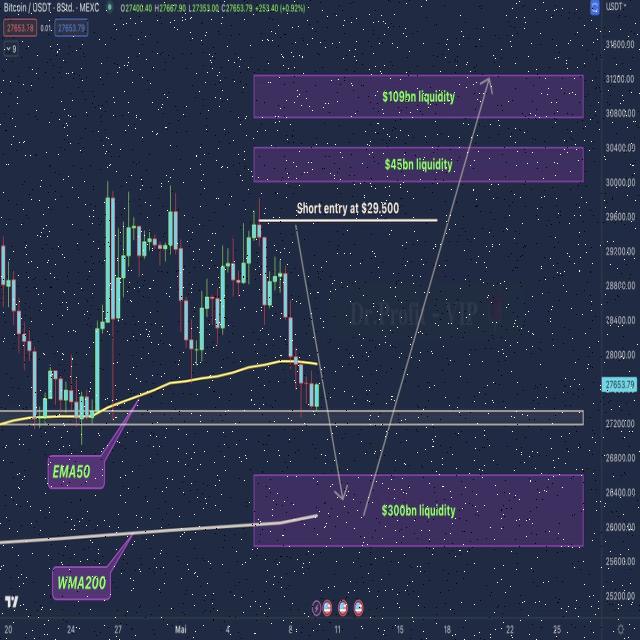 Bitcoin / USDT · 8Std. · MEXC O27400.40 H27667.90 L27353.00 C27653.79 +253.40 (+0.92%)
USDT
27653.78 0.01 27653.79
9
31600.00
31200.00
$109bn liquidity
30800.00
30400.00
$45bn liquidity
30000.00
Short entry at $29.500
29600.00
29200.00
28800.00
Dr.Profit - VIP
28400.00
28000.00
27653.79
27200.00
EMA50
26800.00
26400.00
$300bn liquidity
26000.00
WMA200
25600.00
25200.00
20 24 27 Mai 4 8 11 15 18 22 25